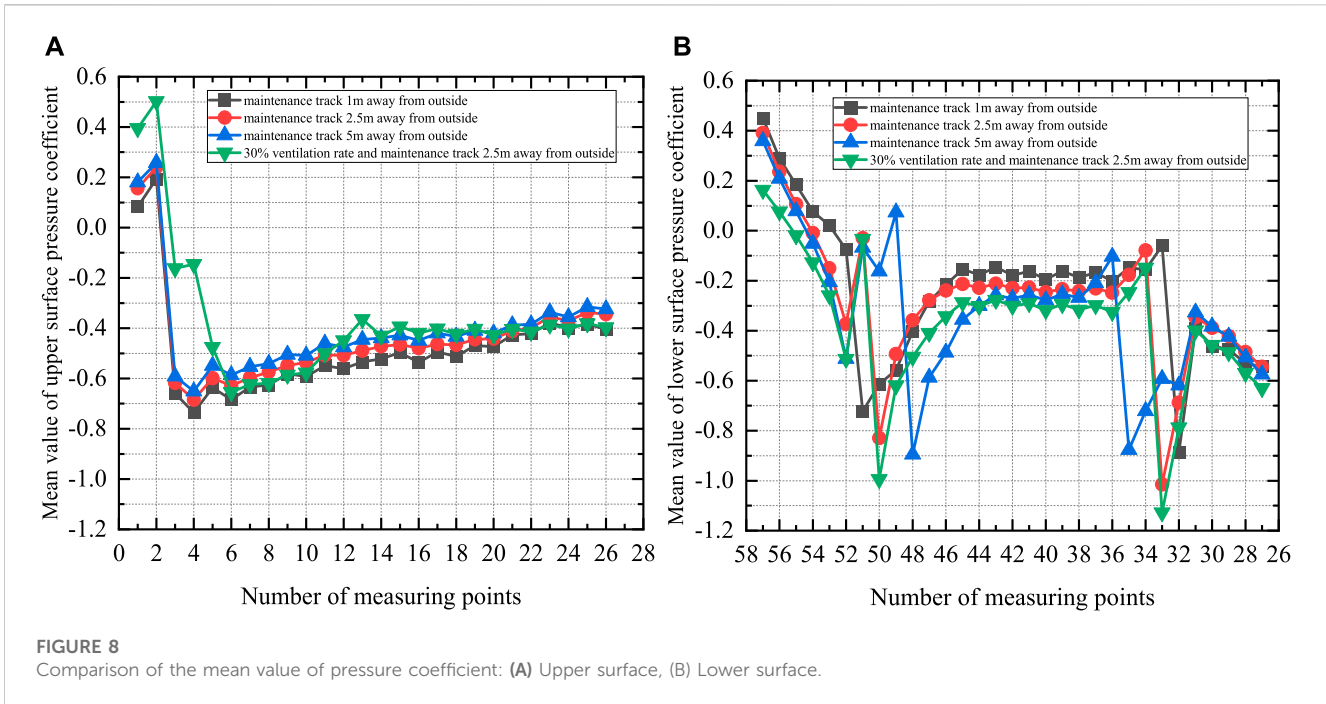 A
0.6
0.4
0.2
0.0
-0.2
-0.4
-0.6
-0.8
-1.0
-1.2
Mean value of upper surface pressure coefficient
maintenance track 1m away from outside
maintenance track 2.5m away from outside
maintenance track 5m away from outside
30% ventilation rate and maintenance track 2.5m away from outside
0 2 4 6 8 10 12 14 16 18 20 22 24 26 28
Number of measuring points
B
0.6
0.4
0.2
0.0
-0.2
-0.4
-0.6
-0.8
-1.0
-1.2
Mean value of lower surface pressure coefficient
maintenance track 1m away from outside
maintenance track 2.5m away from outside
maintenance track 5m away from outside
30% ventilation rate and maintenance track 2.5m away from outside
58 56 54 52 50 48 46 44 42 40 38 36 34 32 30 28 26
Number of measuring points
FIGURE 8
Comparison of the mean value of pressure coefficient: (A) Upper surface, (B) Lower surface.